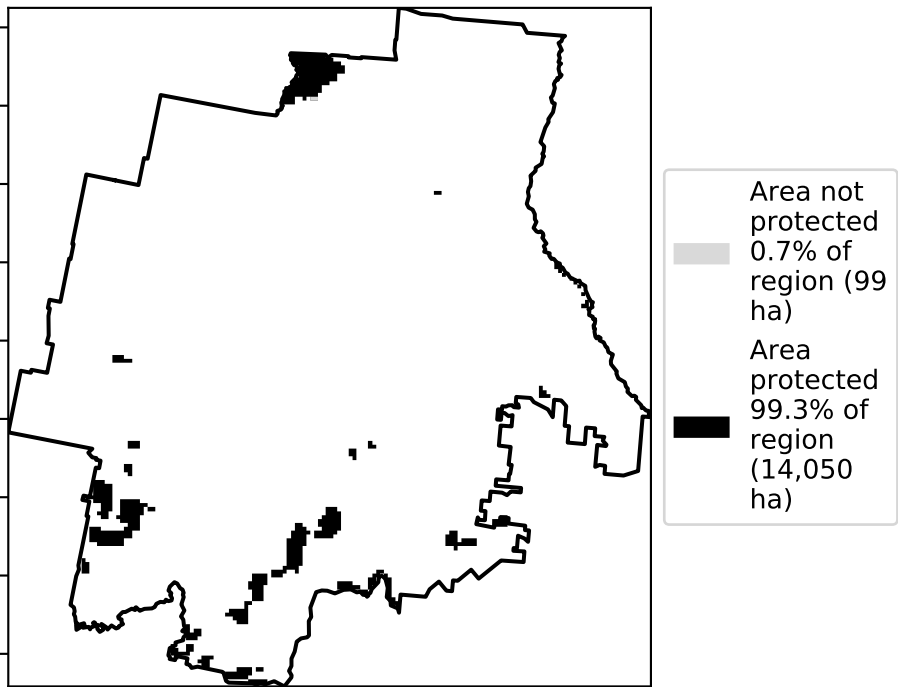 Area not
protected
0.7% of
region (99
ha)
Area
protected
99.3% of
region
(14,050
ha)